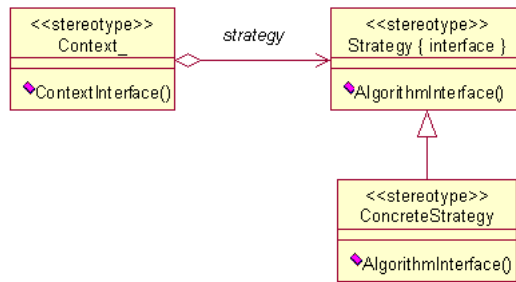 <<stereotype>>
Context_
ContextInterface()
strategy
<<stereotype>>
Strategy { interface }
AlgorithmInterface()
<<stereotype>>
ConcreteStrategy
AlgorithmInterface()